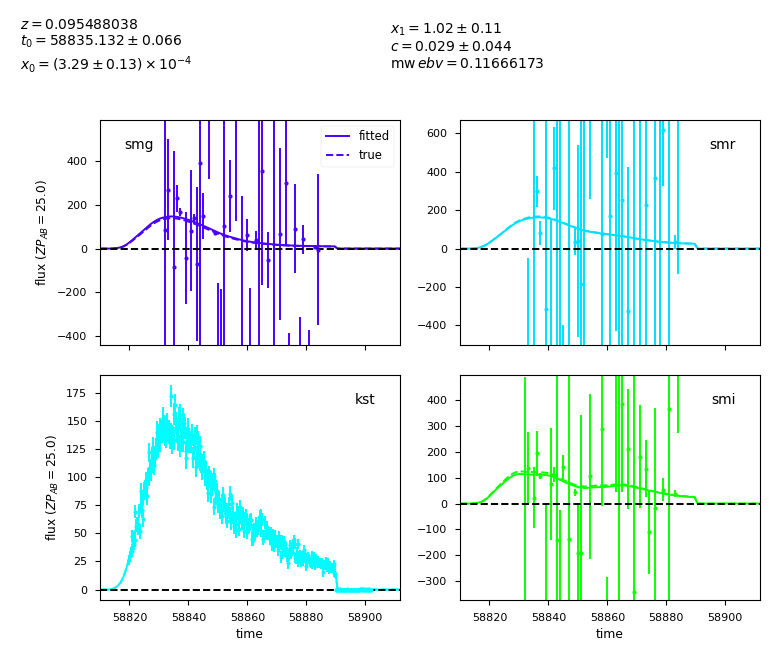 z = 0.095488038
t₀ = 58835.132 ± 0.066
x₀ = (3.29 ± 0.13) × 10⁻⁴
x₁ = 1.02 ± 0.11
c = 0.029 ± 0.044
mw ebv = 0.11666173
smg
fitted
true
400
200
0
−200
−400
flux (ZP_AB = 25.0)
smr
600
400
200
0
−200
−400
kst
175
150
125
100
75
50
25
0
flux (ZP_AB = 25.0)
58820 58840 58860 58880 58900
time
smi
400
300
200
100
0
−100
−200
−300
58820 58840 58860 58880 58900
time